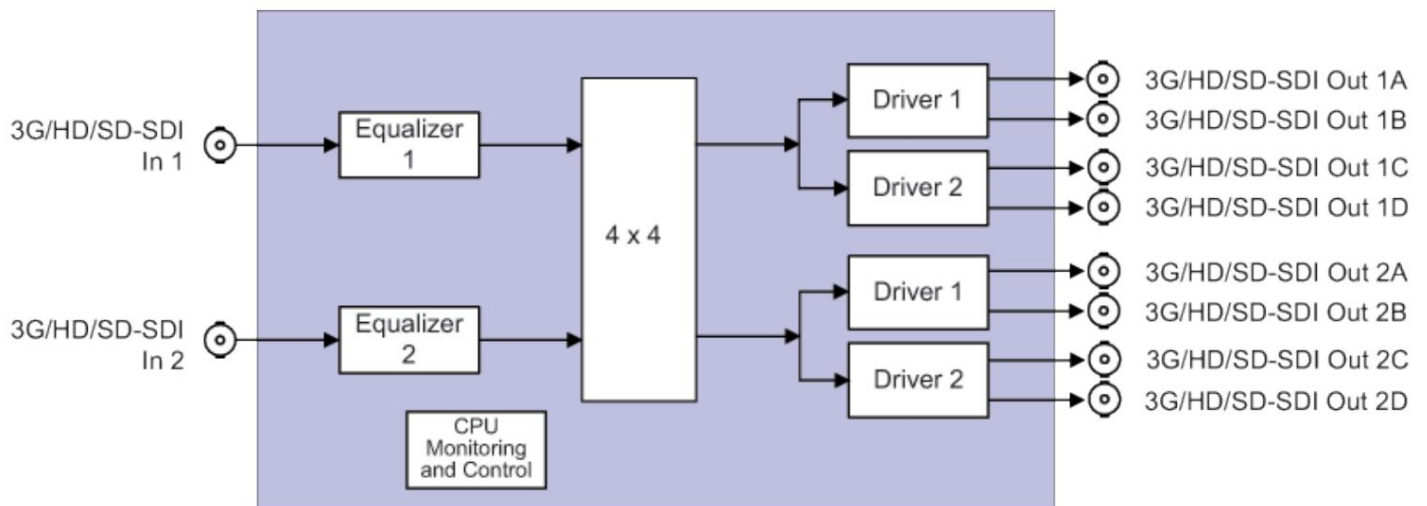 3G/HD/SD-SDI
In 1
Equalizer
1
3G/HD/SD-SDI
In 2
Equalizer
2
CPU
Monitoring
and Control
4 x 4
Driver 1
Driver 2
Driver 1
Driver 2
3G/HD/SD-SDI Out 1A
3G/HD/SD-SDI Out 1B
3G/HD/SD-SDI Out 1C
3G/HD/SD-SDI Out 1D
3G/HD/SD-SDI Out 2A
3G/HD/SD-SDI Out 2B
3G/HD/SD-SDI Out 2C
3G/HD/SD-SDI Out 2D